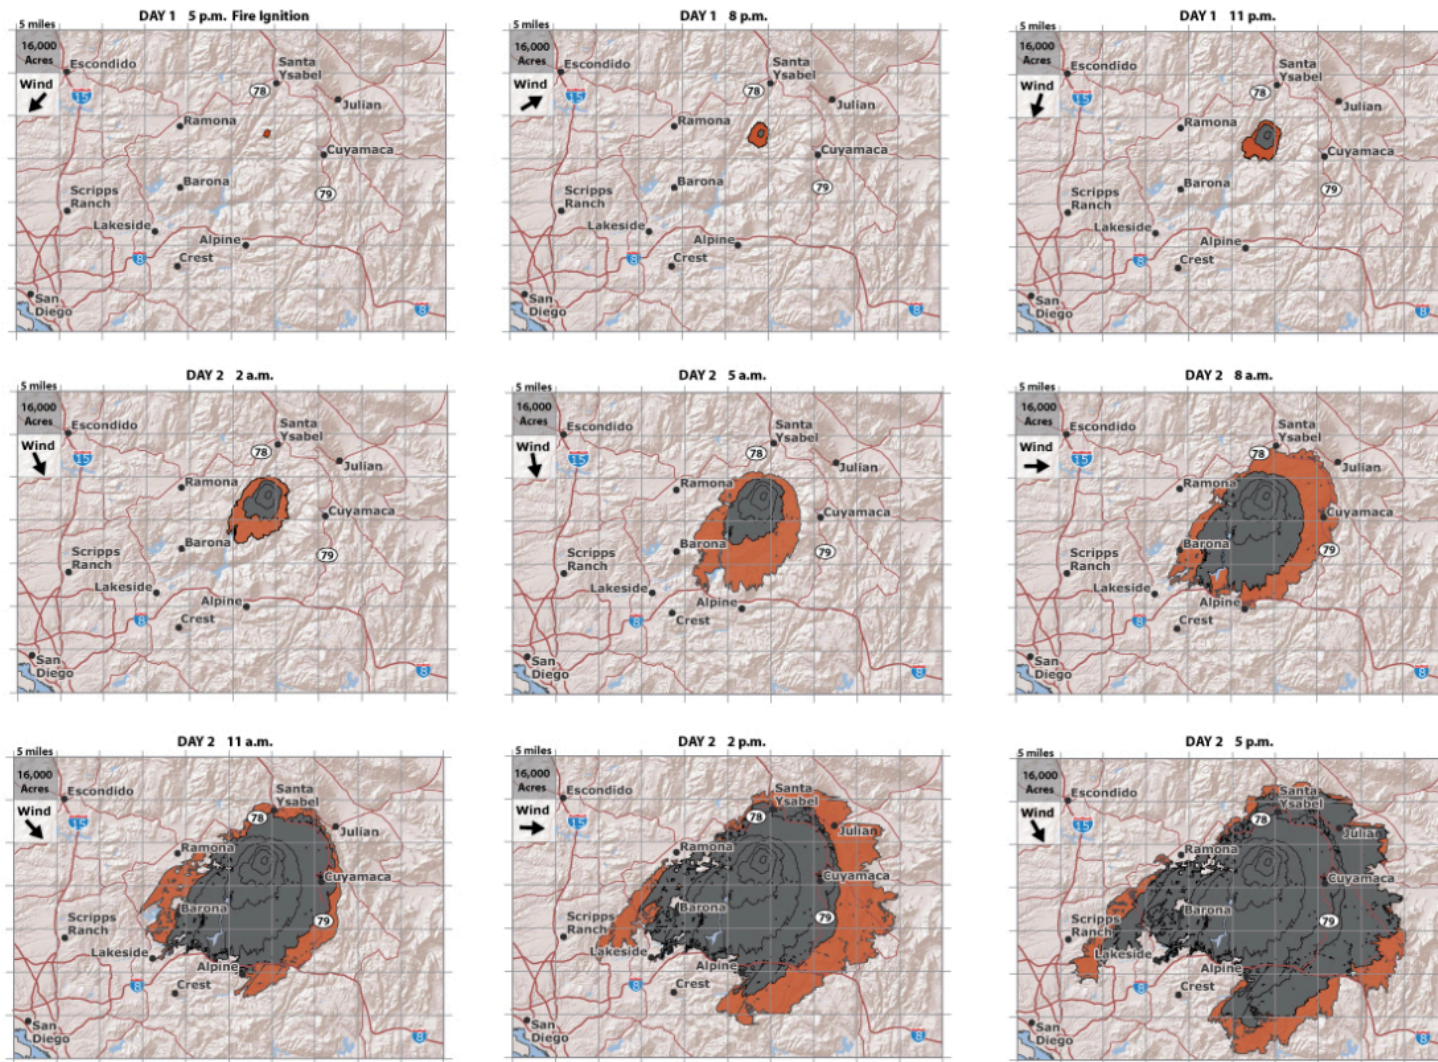 DAY 1 5 p.m. Fire Ignition
5 miles
16,000
Acres
Wind
Escondido
15
Santa
Ysabel
78
Julian
Ramona
Cuyamaca
Barona
79
Scripps
Ranch
Lakeside
Alpine
8
Crest
San
Diego
8
DAY 1 8 p.m.
5 miles
16,000
Acres
Wind
Escondido
15
Santa
Ysabel
78
Julian
Ramona
Cuyamaca
Barona
79
Scripps
Ranch
Lakeside
Alpine
8
Crest
San
Diego
8
DAY 1 11 p.m.
5 miles
16,000
Acres
Wind
Escondido
15
Santa
Ysabel
78
Julian
Ramona
Cuyamaca
Barona
79
Scripps
Ranch
Lakeside
Alpine
8
Crest
San
Diego
8
DAY 2 2 a.m.
5 miles
16,000
Acres
Wind
Escondido
15
Santa
Ysabel
78
Julian
Ramona
Cuyamaca
Barona
79
Scripps
Ranch
Lakeside
Alpine
8
Crest
San
Diego
8
DAY 2 5 a.m.
5 miles
16,000
Acres
Wind
Escondido
15
Santa
Ysabel
78
Julian
Ramona
Cuyamaca
Barona
79
Scripps
Ranch
Lakeside
Alpine
8
Crest
San
Diego
8
DAY 2 8 a.m.
5 miles
16,000
Acres
Wind
Escondido
15
Santa
Ysabel
78
Julian
Ramona
Cuyamaca
Barona
79
Scripps
Ranch
Lakeside
Alpine
8
Crest
San
Diego
8
DAY 2 11 a.m.
5 miles
16,000
Acres
Wind
Escondido
15
Santa
Ysabel
78
Julian
Ramona
Cuyamaca
Barona
79
Scripps
Ranch
Lakeside
Alpine
8
Crest
San
Diego
8
DAY 2 2 p.m.
5 miles
16,000
Acres
Wind
Escondido
15
Santa
Ysabel
78
Julian
Ramona
Cuyamaca
Barona
79
Scripps
Ranch
Lakeside
Alpine
8
Crest
San
Diego
8
DAY 2 5 p.m.
5 miles
16,000
Acres
Wind
Escondido
15
Santa
Ysabel
78
Julian
Ramona
Cuyamaca
Barona
79
Scripps
Ranch
Lakeside
Alpine
8
Crest
San
Diego
8